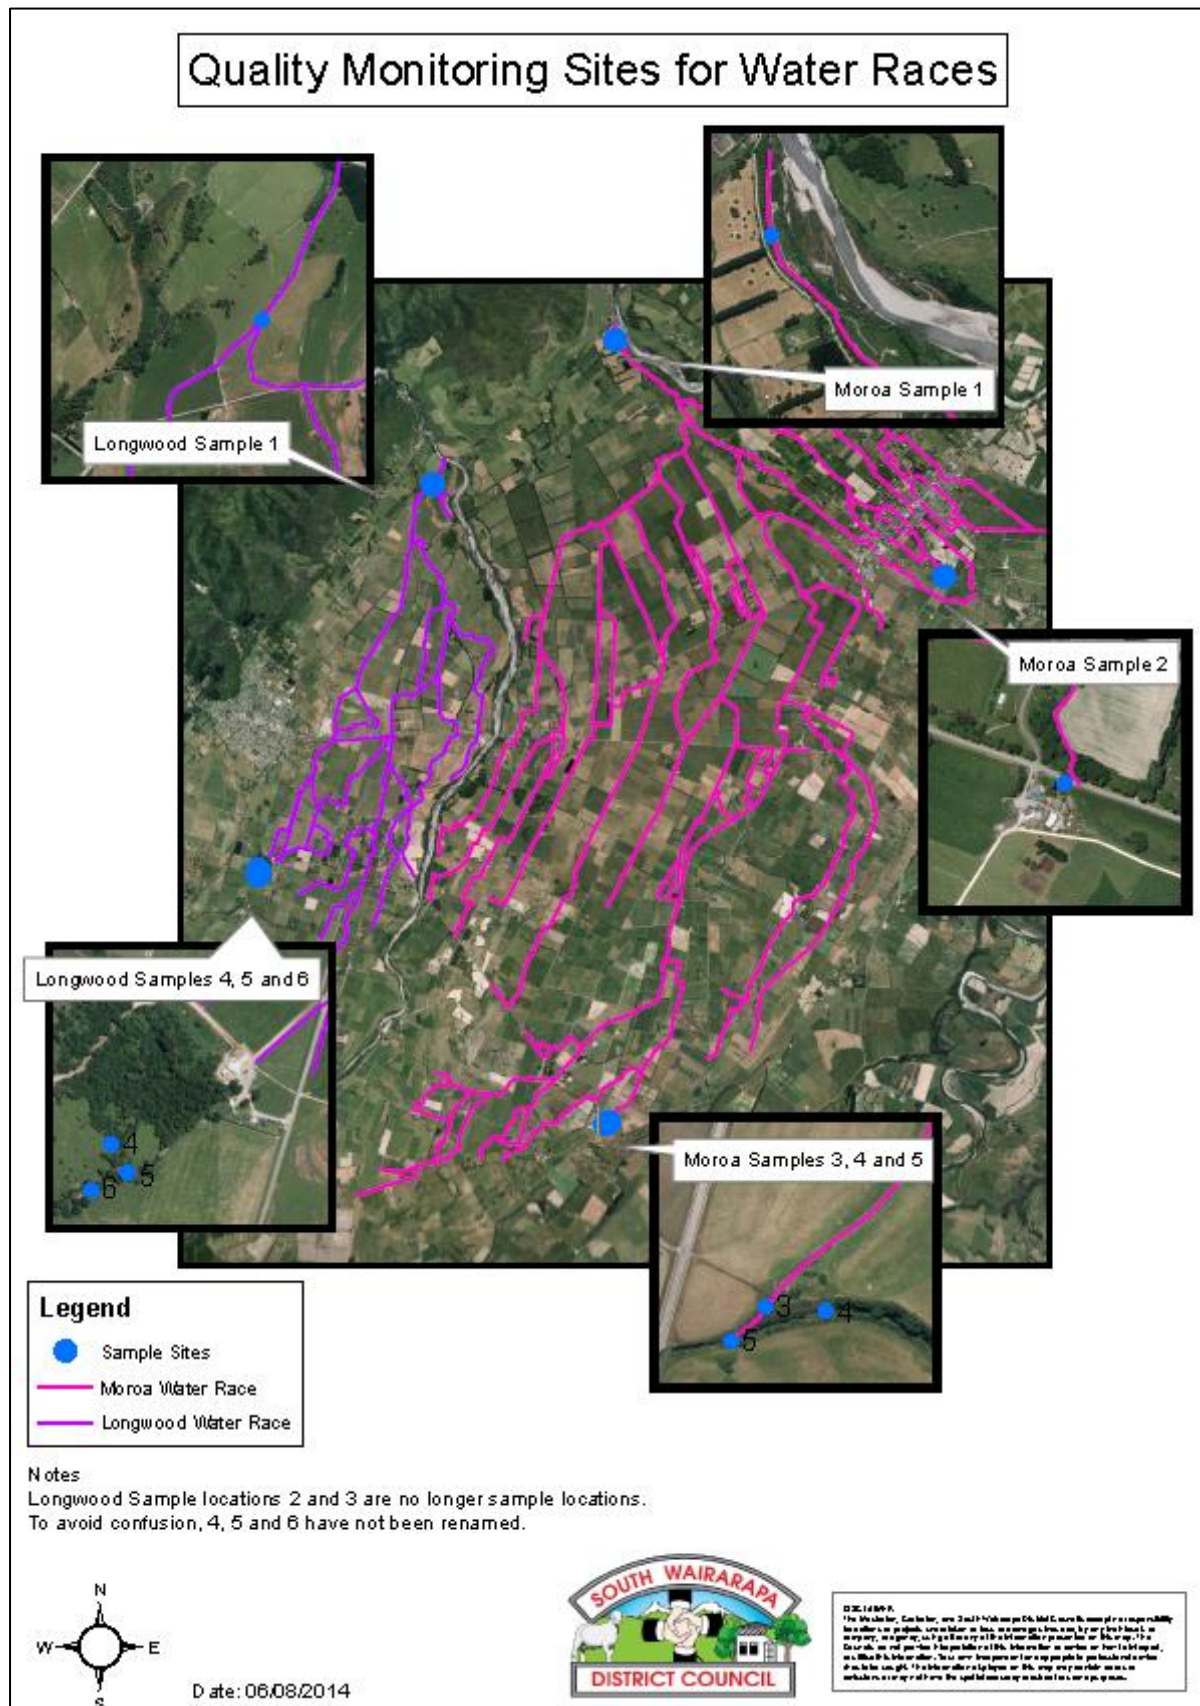 Quality Monitoring Sites for Water Races
Moroa Sample 1
Longwood Sample 1
Moroa Sample 2
Longwood Samples 4, 5 and 6
4
5
6
Moroa Samples 3, 4 and 5
3
4
5
Legend
Sample Sites
Moroa Water Race
Longwood Water Race
Notes
Longwood Sample locations 2 and 3 are no longer sample locations.
To avoid confusion, 4, 5 and 6 have not been renamed.
N
W E
S
Date: 06/08/2014
SOUTH WAIRARAPA
DISTRICT COUNCIL